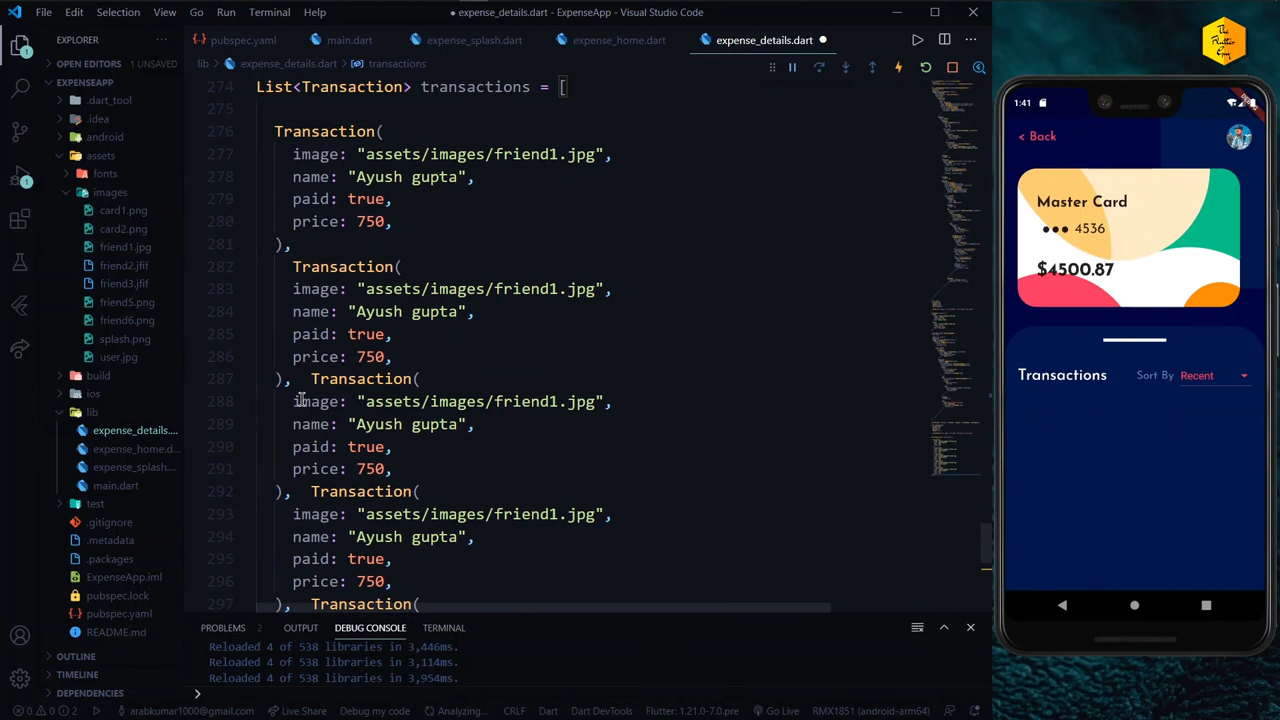 File Edit Selection View Go Run Terminal Help
● expense_details.dart - ExpenseApp - Visual Studio Code
EXPLORER
OPEN EDITORS 1 UNSAVED
EXPENSEAPP
.dart_tool
.idea
android
assets
fonts
images
card1.png
card2.png
friend1.jpg
friend2.jfif
friend3.jfif
friend5.png
friend6.png
splash.png
user.jpg
build
ios
lib
expense_details....
expense_home.d...
expense_splash....
main.dart
test
.gitignore
.metadata
.packages
ExpenseApp.iml
pubspec.lock
pubspec.yaml
README.md
OUTLINE
TIMELINE
DEPENDENCIES
pubspec.yaml main.dart expense_splash.dart expense_home.dart expense_details.dart
lib > expense_details.dart > transactions
274 List<Transaction> transactions = [
275
276 Transaction(
277 image: "assets/images/friend1.jpg",
278 name: "Ayush gupta",
279 paid: true,
280 price: 750,
281 ),
282 Transaction(
283 image: "assets/images/friend1.jpg",
284 name: "Ayush gupta",
285 paid: true,
286 price: 750,
287 ), Transaction(
288 image: "assets/images/friend1.jpg",
289 name: "Ayush gupta",
290 paid: true,
291 price: 750,
292 ), Transaction(
293 image: "assets/images/friend1.jpg",
294 name: "Ayush gupta",
295 paid: true,
296 price: 750,
297 ), Transaction(
PROBLEMS 2 OUTPUT DEBUG CONSOLE TERMINAL
Reloaded 4 of 538 libraries in 3,446ms.
Reloaded 4 of 538 libraries in 3,114ms.
Reloaded 4 of 538 libraries in 3,954ms.
0 0 2 arabkumar1000@gmail.com Live Share Debug my code Analyzing... CRLF Dart Dart DevTools Flutter: 1.21.0-7.0.pre Go Live RMX1851 (android-arm64)
The
Flutter
Guy
1:41
< Back
Master Card
●●● 4536
$4500.87
Transactions Sort By Recent